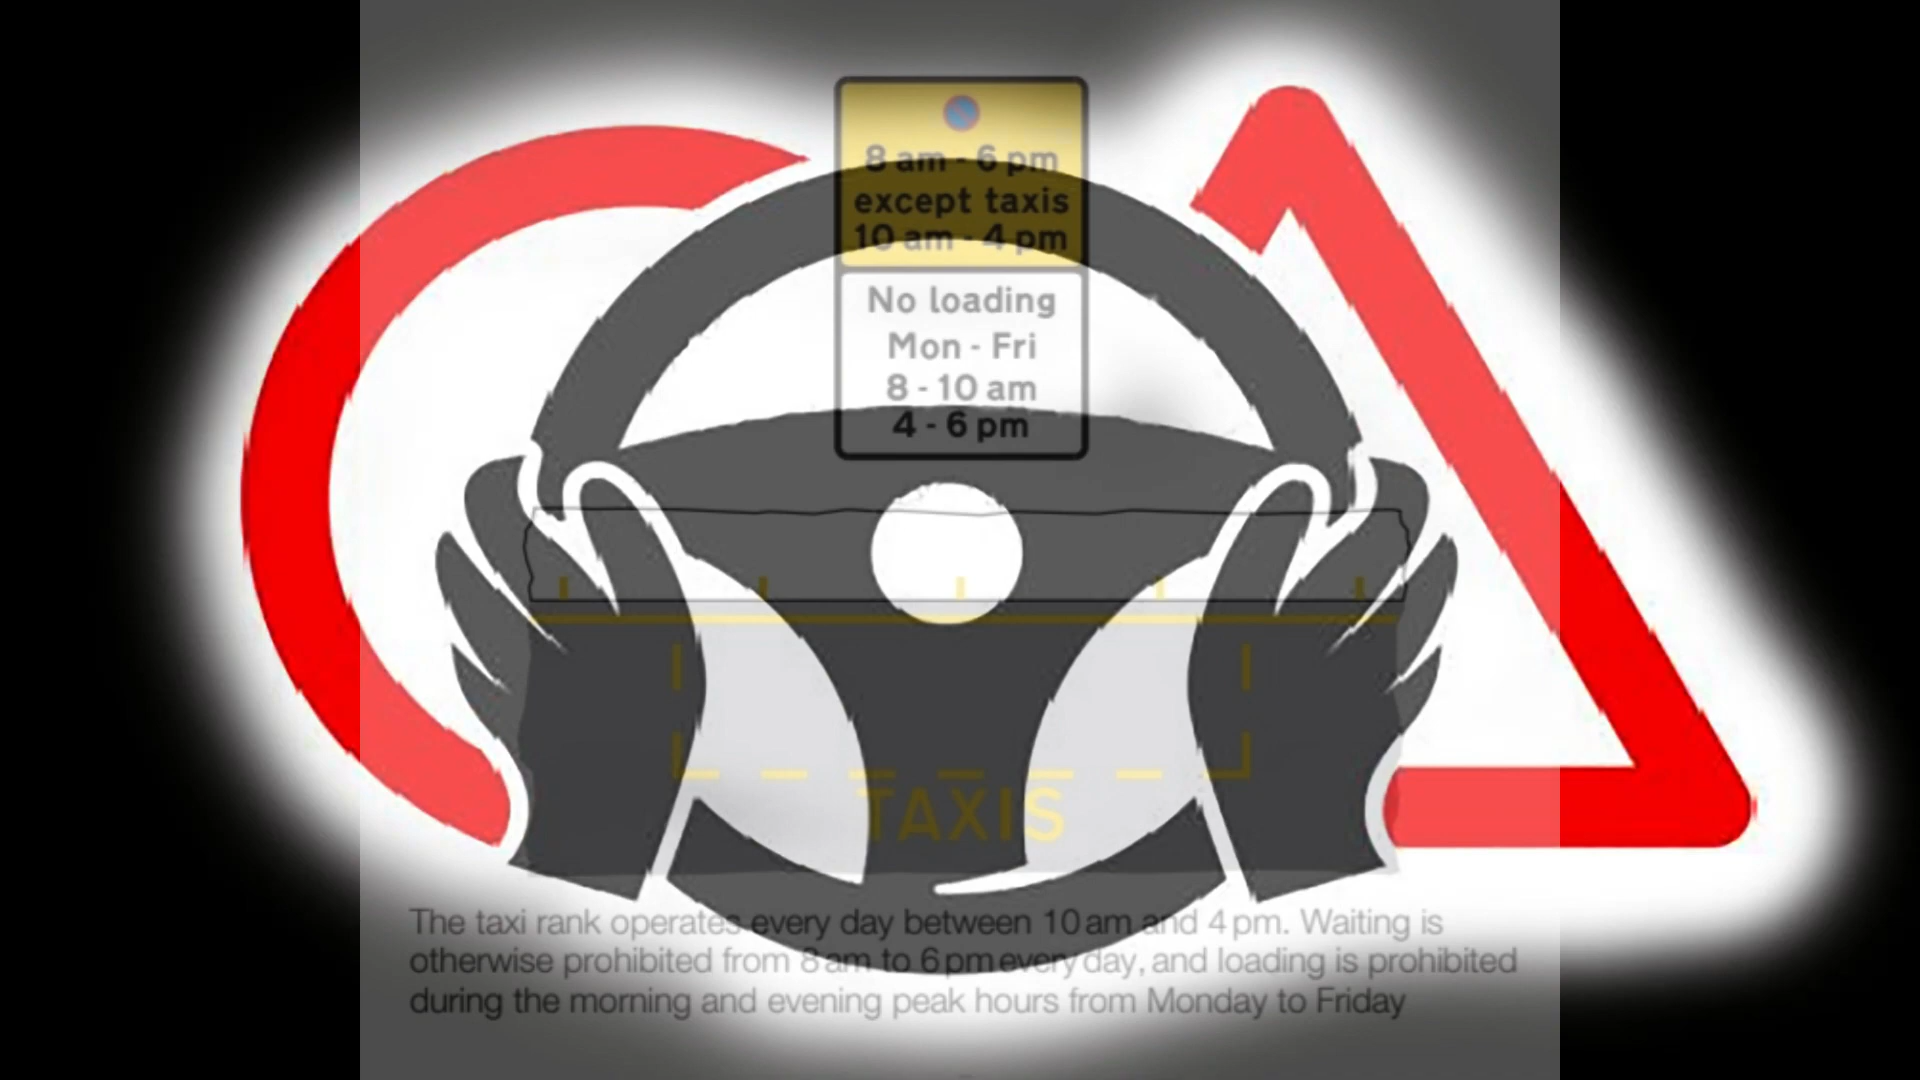 8 am - 6 pm
except taxis
10 am - 4 pm
No loading
Mon - Fri
8 - 10 am
4 - 6 pm
TAXIS
The taxi rank operates every day between 10 am and 4 pm. Waiting is
otherwise prohibited from 8 am to 6 pm every day, and loading is prohibited
during the morning and evening peak hours from Monday to Friday